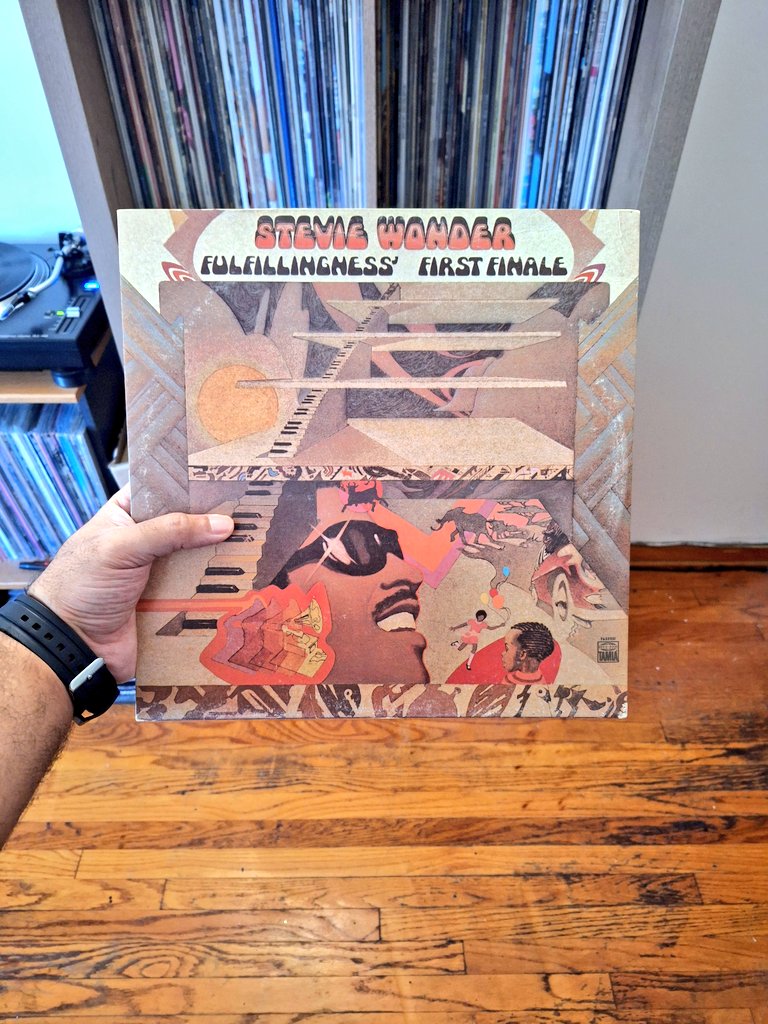 STEVIE WONDER
FULFILLINGNESS' FIRST FINALE
TAMLA